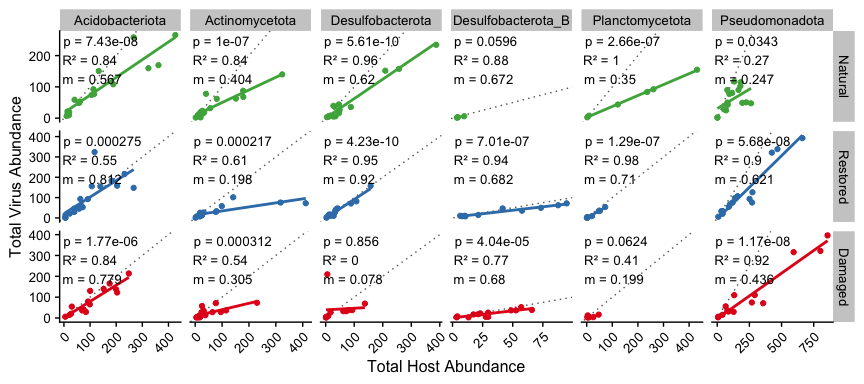 Acidobacteriota Actinomycetota Desulfobacterota Desulfobacterota_B Planctomycetota Pseudomonadota
p = 7.43e-08 p = 1e-07 p = 5.61e-10 p = 0.0596 p = 2.66e-07 p = 0.0343
R² = 0.84 R² = 0.84 R² = 0.96 R² = 0.88 R² = 1 R² = 0.27
m = 0.567 m = 0.404 m = 0.62 m = 0.672 m = 0.35 m = 0.247
200
100
0
Natural
p = 0.000275 p = 0.000217 p = 4.23e-10 p = 7.01e-07 p = 1.29e-07 p = 5.68e-08
R² = 0.55 R² = 0.61 R² = 0.95 R² = 0.94 R² = 0.98 R² = 0.9
m = 0.812 m = 0.198 m = 0.92 m = 0.682 m = 0.71 m = 0.621
400
300
200
100
0
Restored
p = 1.77e-06 p = 0.000312 p = 0.856 p = 4.04e-05 p = 0.0624 p = 1.17e-08
R² = 0.84 R² = 0.54 R² = 0 R² = 0.77 R² = 0.41 R² = 0.92
m = 0.779 m = 0.305 m = 0.078 m = 0.68 m = 0.199 m = 0.436
400
300
200
100
0
Damaged
Total Virus Abundance
0 100 200 300 400 0 100 200 300 400 0 100 200 300 400 0 25 50 75 0 100 200 300 400 0 250 500 750
Total Host Abundance